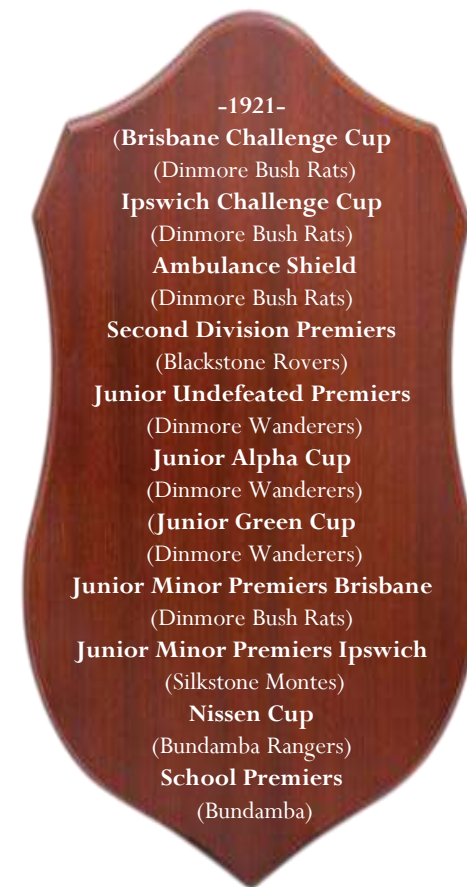 -1921-
(Brisbane Challenge Cup
(Dinmore Bush Rats)
Ipswich Challenge Cup
(Dinmore Bush Rats)
Ambulance Shield
(Dinmore Bush Rats)
Second Division Premiers
(Blackstone Rovers)
Junior Undefeated Premiers
(Dinmore Wanderers)
Junior Alpha Cup
(Dinmore Wanderers)
(Junior Green Cup
(Dinmore Wanderers)
Junior Minor Premiers Brisbane
(Dinmore Bush Rats)
Junior Minor Premiers Ipswich
(Silkstone Montes)
Nissen Cup
(Bundamba Rangers)
School Premiers
(Bundamba)